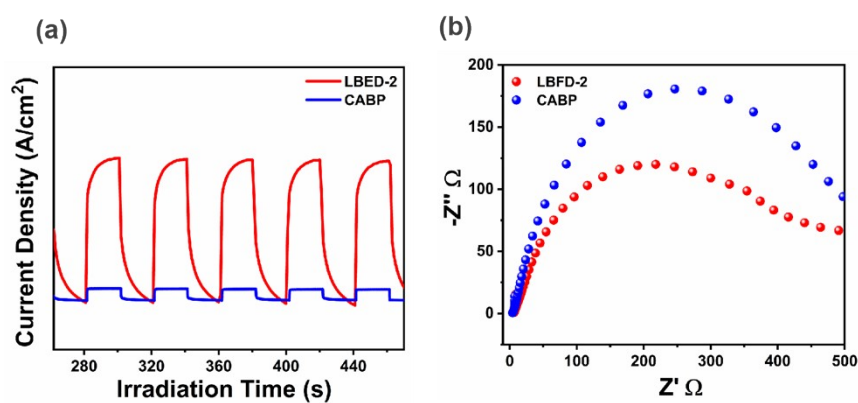 (a)
LBED-2
CABP
Current Density (A/cm²)
280 320 360 400 440
Irradiation Time (s)
(b)
LBFD-2
CABP
200
150
100
50
0
-Z" Ω
0 100 200 300 400 500
Z' Ω